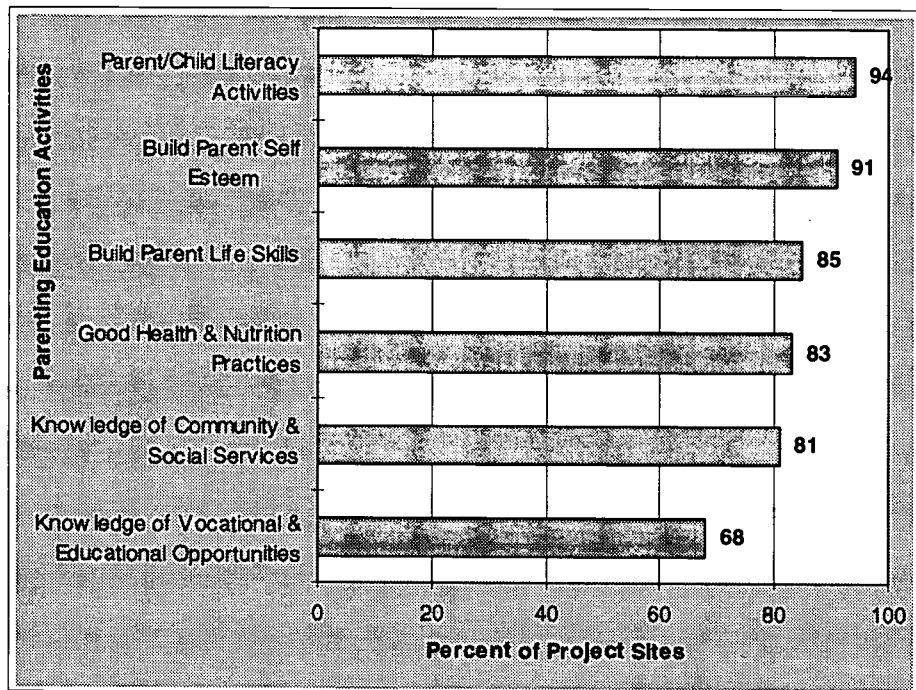 Parenting Education Activities
Parent/Child Literacy
Activities
94
Build Parent Self
Esteem
91
Build Parent Life Skills
85
Good Health & Nutrition
Practices
83
Knowledge of Community &
Social Services
81
Knowledge of Vocational &
Educational Opportunities
68
0 20 40 60 80 100
Percent of Project Sites